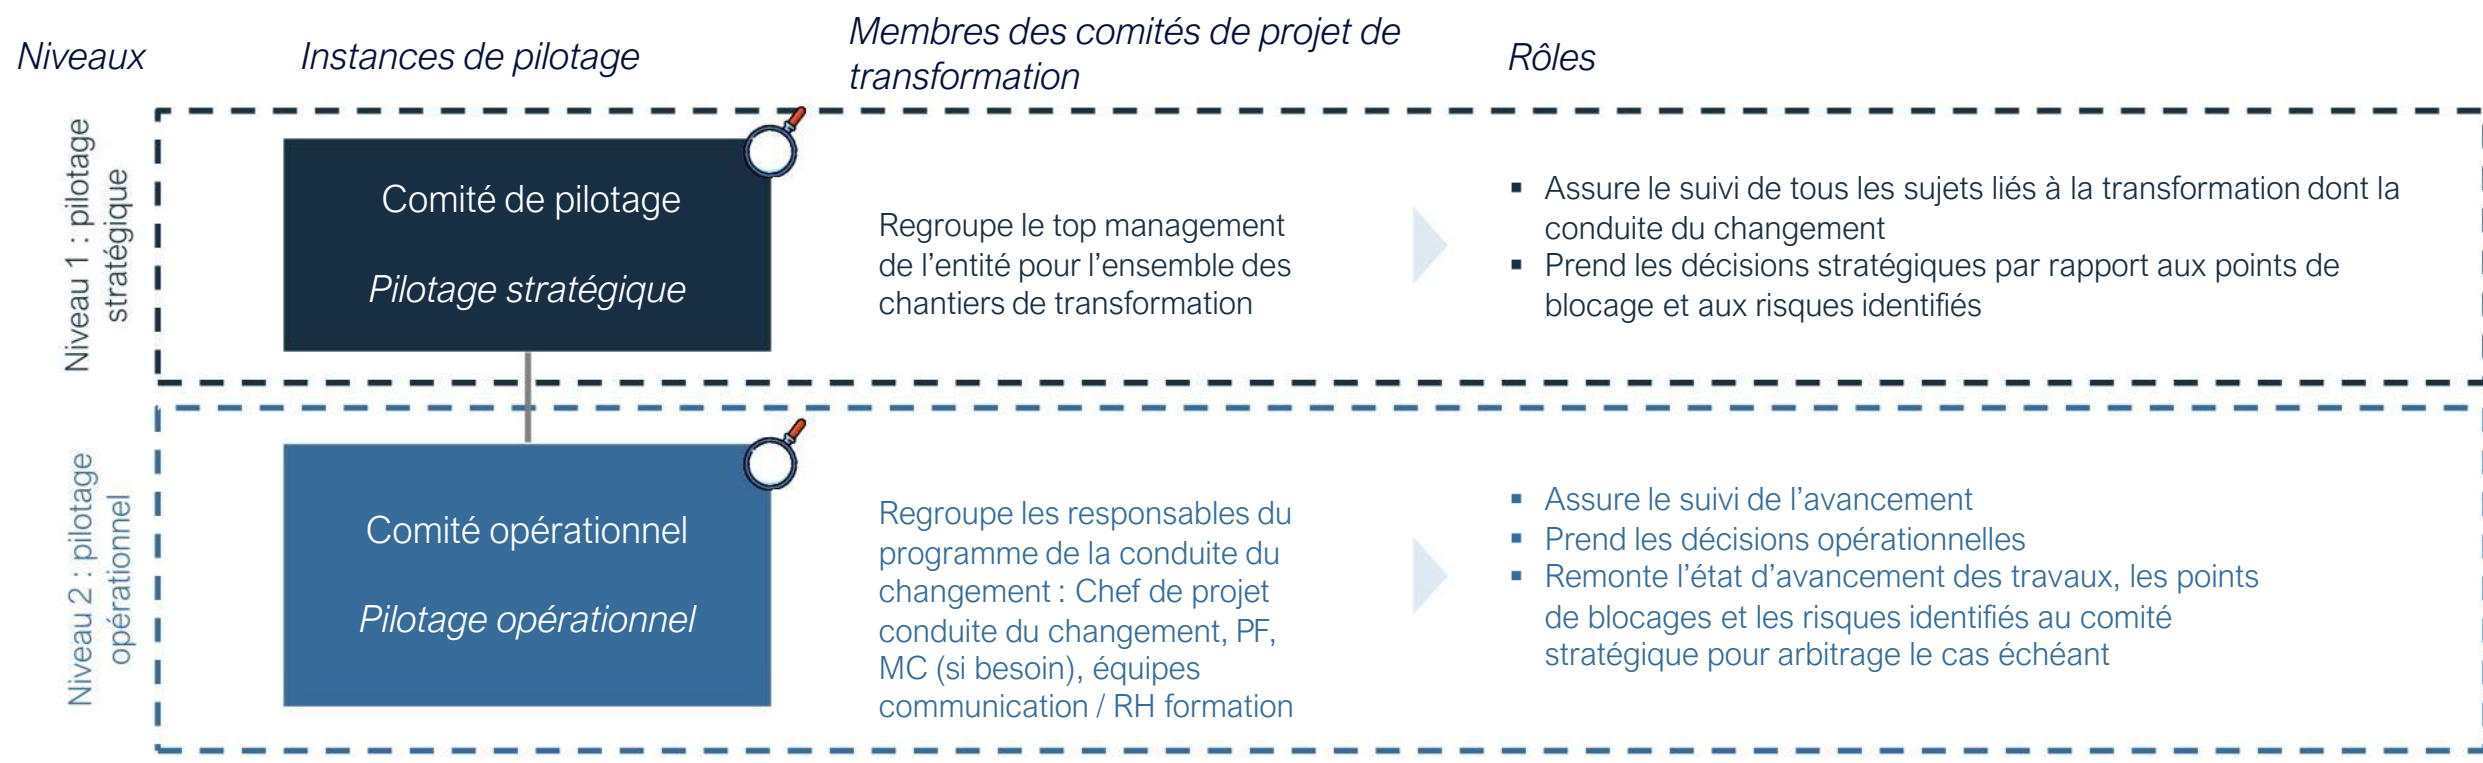 Niveaux
Instances de pilotage
Membres des comités de projet de
transformation
Rôles
Niveau 1 : pilotage
stratégique
Comité de pilotage
Pilotage stratégique
Regroupe le top management
de l’entité pour l’ensemble des
chantiers de transformation
▪ Assure le suivi de tous les sujets liés à la transformation dont la
conduite du changement
▪ Prend les décisions stratégiques par rapport aux points de
blocage et aux risques identifiés
Niveau 2 : pilotage
opérationnel
Comité opérationnel
Pilotage opérationnel
Regroupe les responsables du
programme de la conduite du
changement : Chef de projet
conduite du changement, PF,
MC (si besoin), équipes
communication / RH formation
▪ Assure le suivi de l’avancement
▪ Prend les décisions opérationnelles
▪ Remonte l’état d’avancement des travaux, les points
de blocages et les risques identifiés au comité
stratégique pour arbitrage le cas échéant